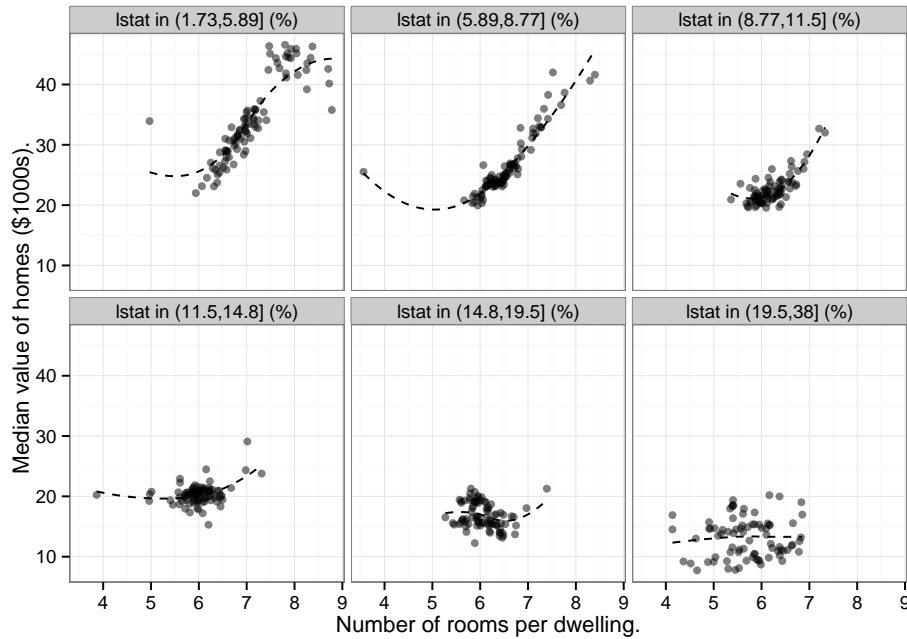 lstat in (1.73,5.89] (%) lstat in (5.89,8.77] (%) lstat in (8.77,11.5] (%)
40
30
20
10
lstat in (11.5,14.8] (%) lstat in (14.8,19.5] (%) lstat in (19.5,38] (%)
40
30
20
10
4 5 6 7 8 9 4 5 6 7 8 9 4 5 6 7 8 9
Number of rooms per dwelling.
Median value of homes ($1000s).